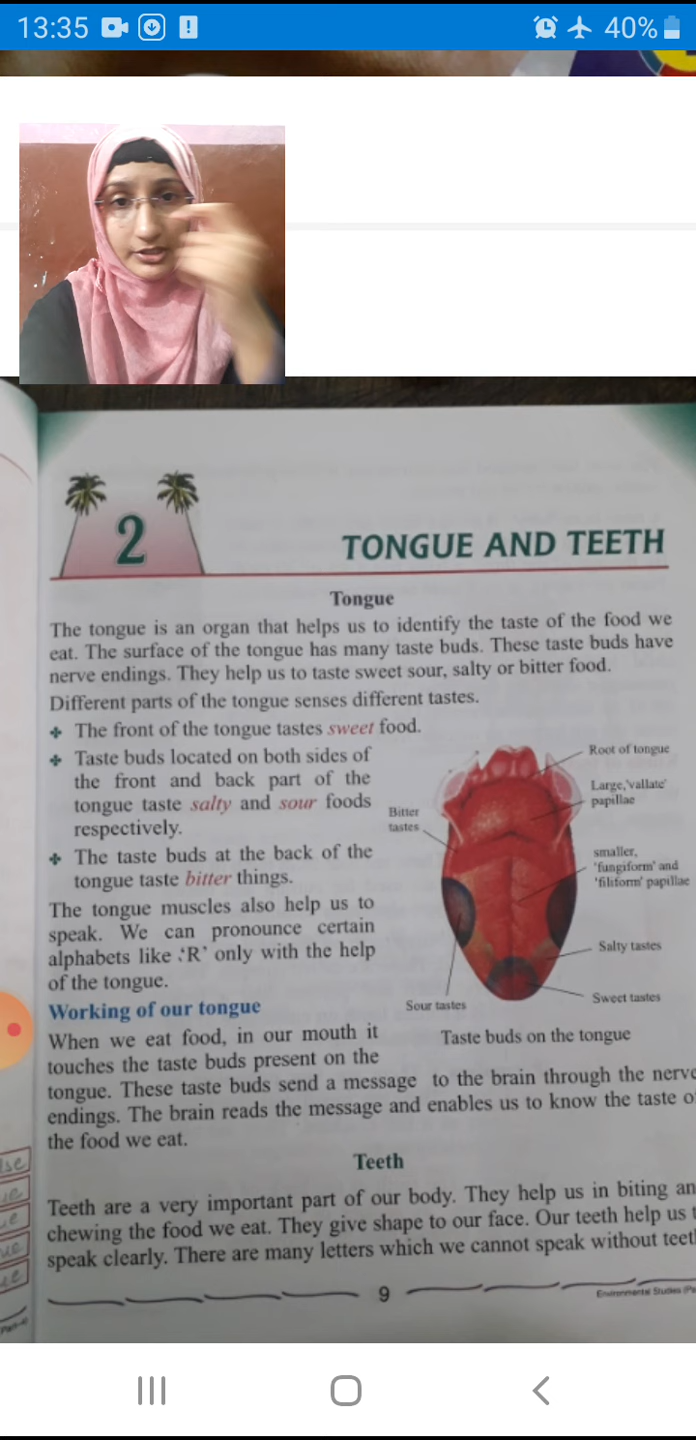 13:35
40%
2
TONGUE AND TEETH
Tongue
The tongue is an organ that helps us to identify the taste of the food we
eat. The surface of the tongue has many taste buds. These taste buds have
nerve endings. They help us to taste sweet sour, salty or bitter food.
Different parts of the tongue senses different tastes.
✤ The front of the tongue tastes sweet food.
✤ Taste buds located on both sides of
the front and back part of the
tongue taste salty and sour foods
respectively.
✤ The taste buds at the back of the
tongue taste bitter things.
The tongue muscles also help us to
speak. We can pronounce certain
alphabets like 'R' only with the help
of the tongue.
Root of tongue
Large,'vallate'
papillae
Bitter
tastes
smaller,
'fungiform' and
'filiform' papillae
Salty tastes
Sweet tastes
Sour tastes
Taste buds on the tongue
Working of our tongue
When we eat food, in our mouth it
touches the taste buds present on the
tongue. These taste buds send a message to the brain through the nerve
endings. The brain reads the message and enables us to know the taste o
the food we eat.
Teeth
Teeth are a very important part of our body. They help us in biting an
chewing the food we eat. They give shape to our face. Our teeth help us t
speak clearly. There are many letters which we cannot speak without teet
9
Environmental Studies